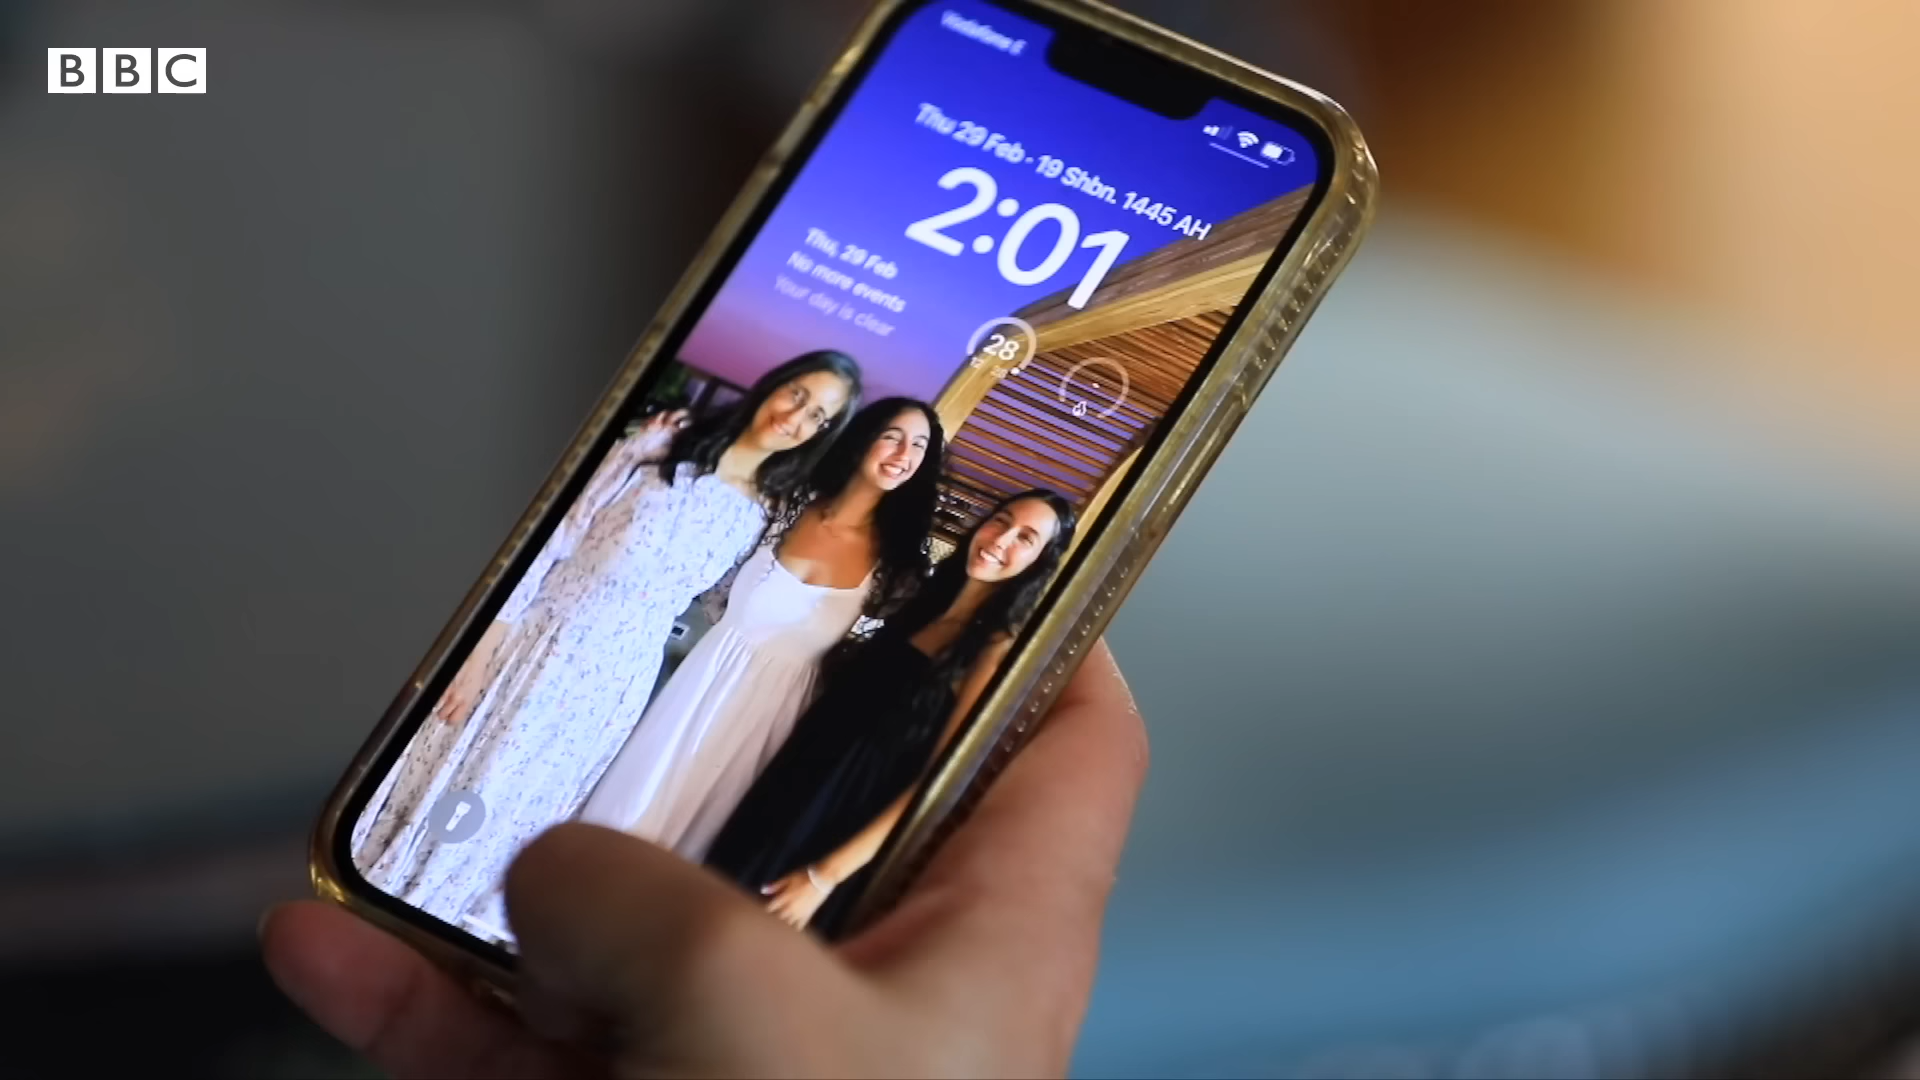 BBC
Vodafone E
Thu 29 Feb · 19 Shbn. 1445 AH
2:01
Thu, 29 Feb
No more events
Your day is clear
28
12